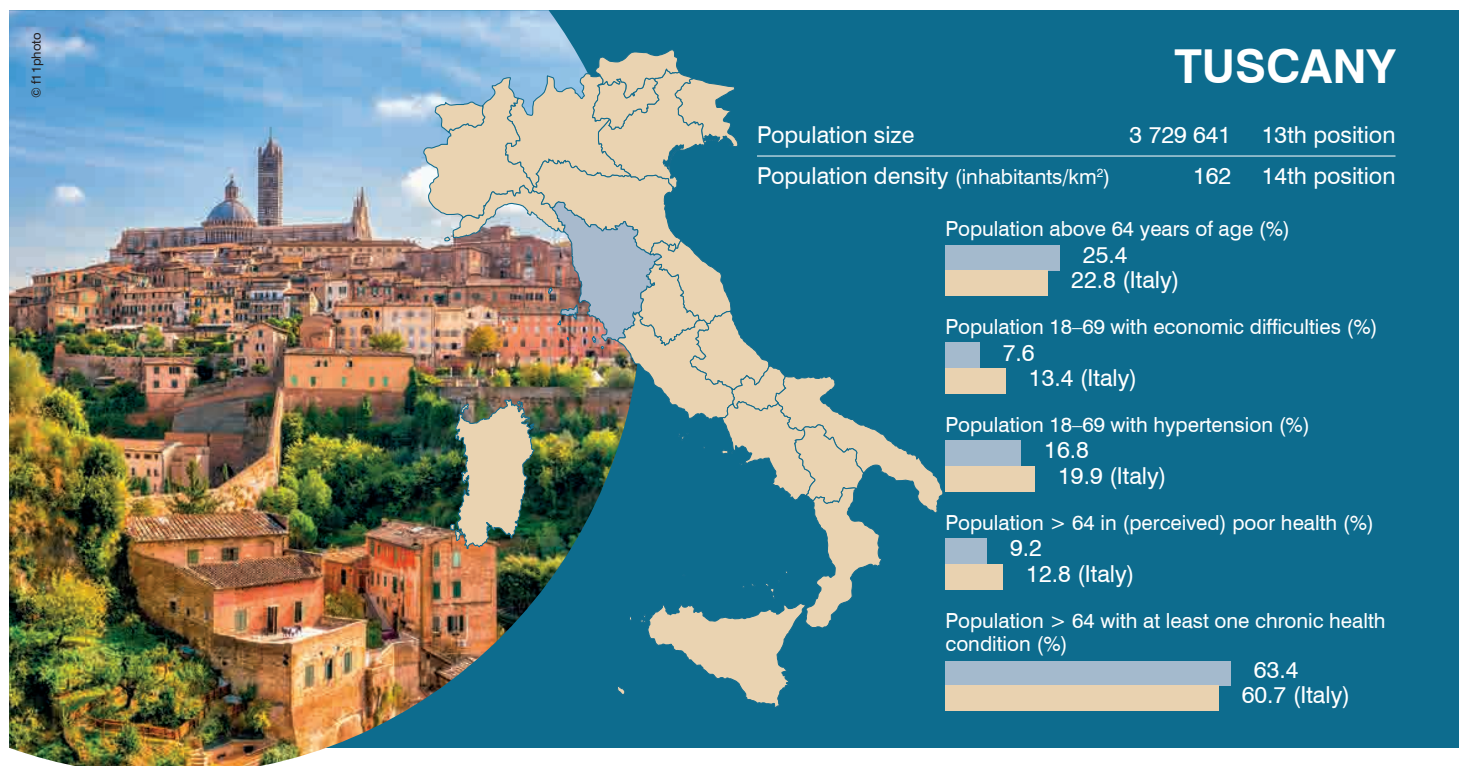 © f11photo
TUSCANY
Population size 3 729 641 13th position
Population density (inhabitants/km²) 162 14th position
Population above 64 years of age (%)
25.4
22.8 (Italy)
Population 18–69 with economic difficulties (%)
7.6
13.4 (Italy)
Population 18–69 with hypertension (%)
16.8
19.9 (Italy)
Population > 64 in (perceived) poor health (%)
9.2
12.8 (Italy)
Population > 64 with at least one chronic health
condition (%)
63.4
60.7 (Italy)